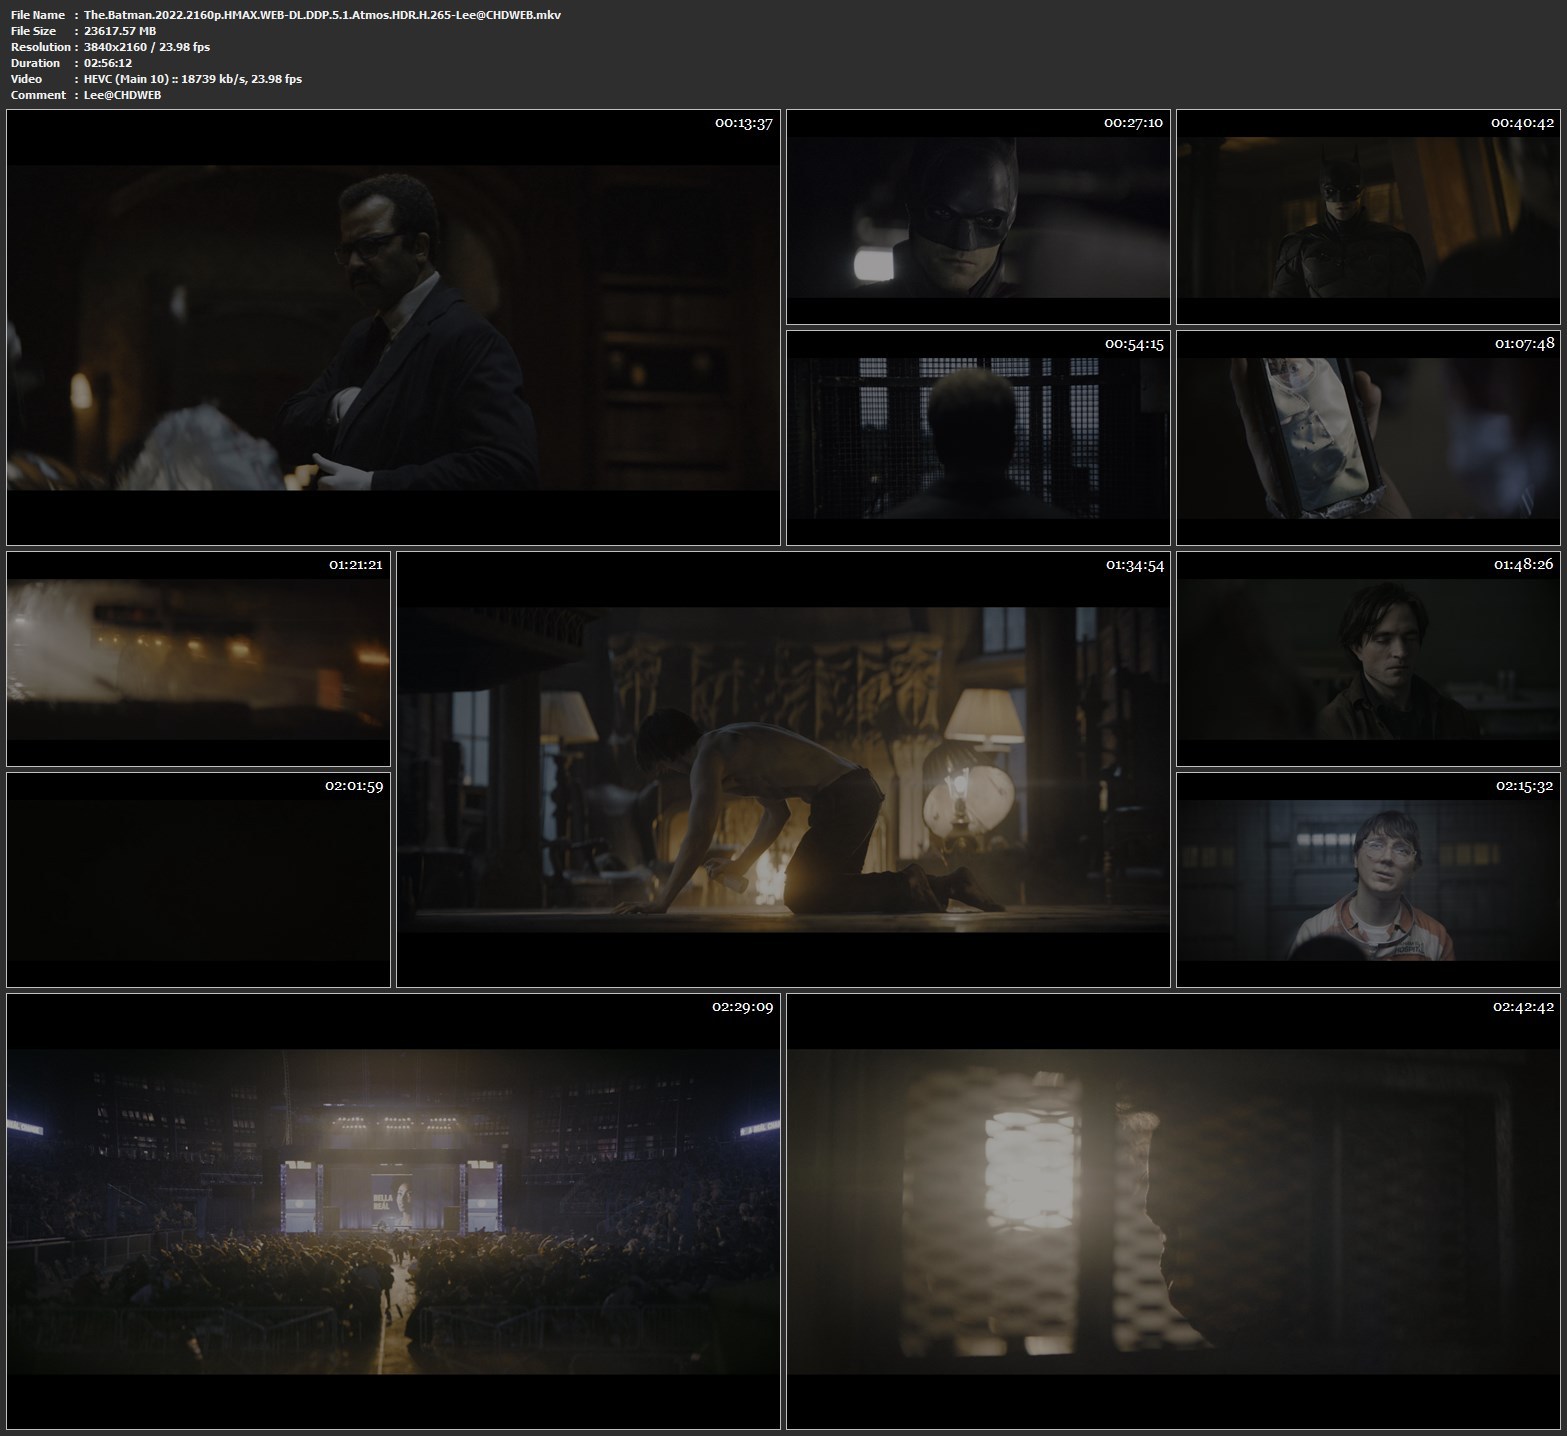 File Name : The.Batman.2022.2160p.HMAX.WEB-DL.DDP.5.1.Atmos.HDR.H.265-Lee@CHDWEB.mkv
File Size : 23617.57 MB
Resolution : 3840x2160 / 23.98 fps
Duration : 02:56:12
Video : HEVC (Main 10) :: 18739 kb/s, 23.98 fps
Comment : Lee@CHDWEB
00:13:37
00:27:10
00:40:42
00:54:15
01:07:48
01:21:21
01:34:54
01:48:26
02:01:59
02:15:32
02:29:09
BELLA
REÁL
02:42:42